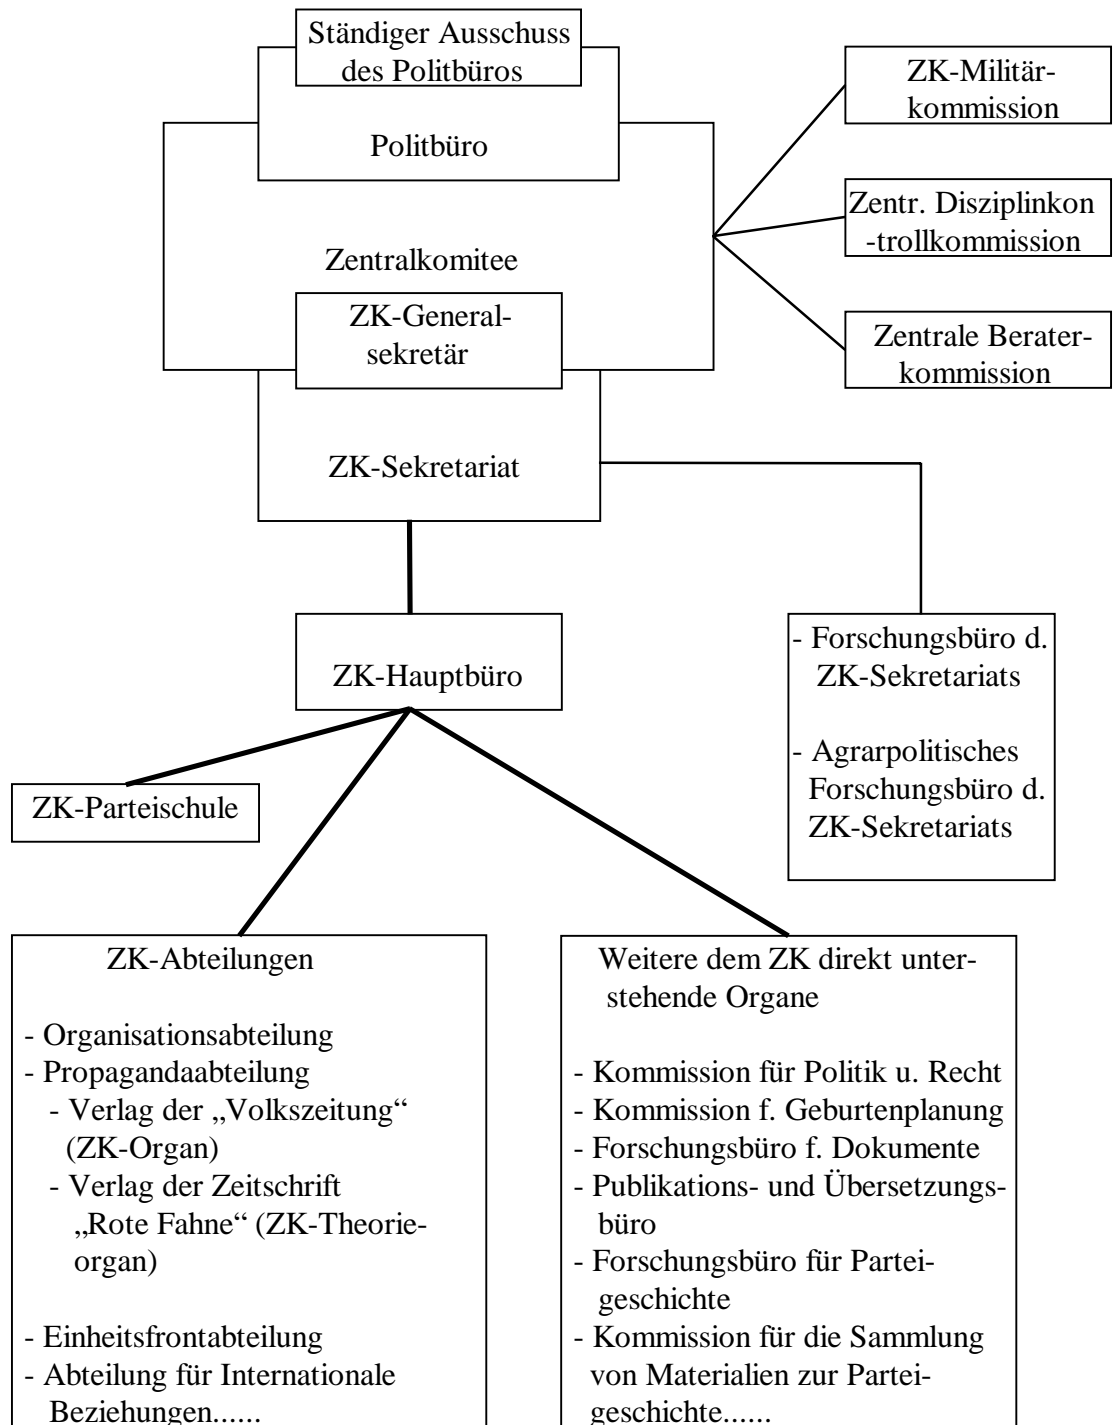 Ständiger Ausschuss
des Politbüros
Politbüro
Zentralkomitee
ZK-General-
sekretär
ZK-Sekretariat
ZK-Militär-
kommission
Zentr. Disziplinkon
-trollkommission
Zentrale Berater-
kommission
ZK-Hauptbüro
- Forschungsbüro d.
ZK-Sekretariats
- Agrarpolitisches
Forschungsbüro d.
ZK-Sekretariats
ZK-Parteischule
ZK-Abteilungen
- Organisationsabteilung
- Propagandaabteilung
- Verlag der „Volkszeitung“
(ZK-Organ)
- Verlag der Zeitschrift
„Rote Fahne“ (ZK-Theorie-
organ)
- Einheitsfrontabteilung
- Abteilung für Internationale
Beziehungen......
Weitere dem ZK direkt unter-
stehende Organe
- Kommission für Politik u. Recht
- Kommission f. Geburtenplanung
- Forschungsbüro f. Dokumente
- Publikations- und Übersetzungs-
büro
- Forschungsbüro für Partei-
geschichte
- Kommission für die Sammlung
von Materialien zur Partei-
geschichte......